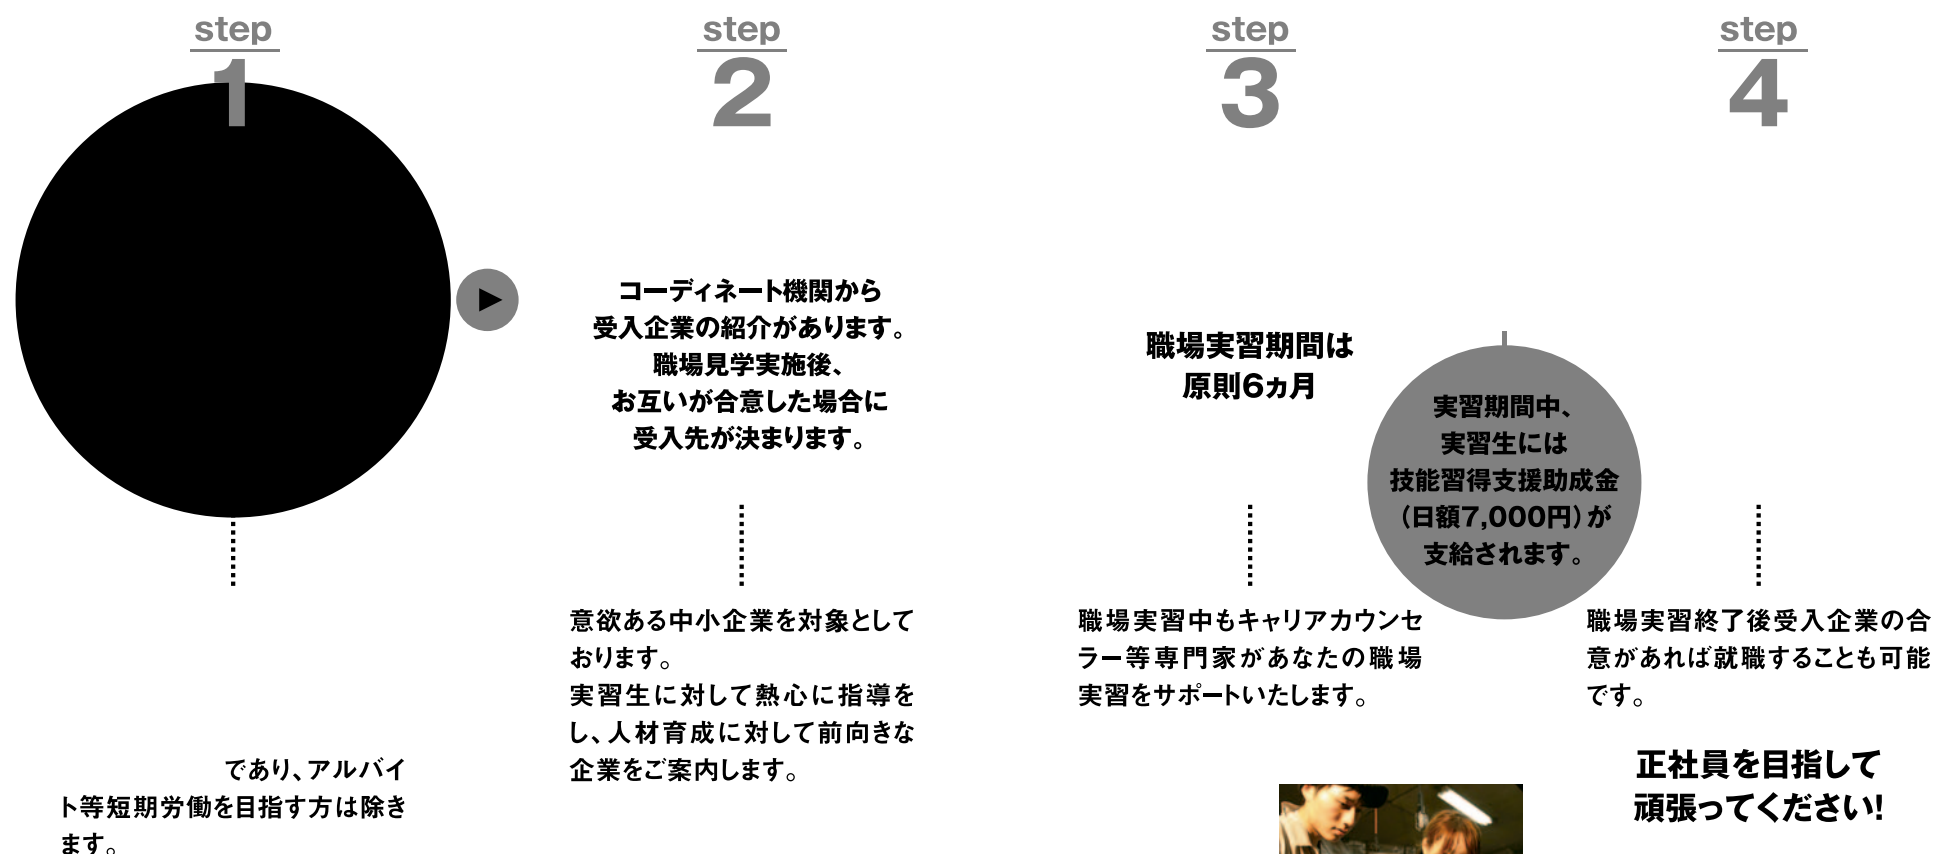 step
1
であり、アルバイ
ト等短期労働を目指す方は除き
ます。
step
2
コーディネート機関から
受入企業の紹介があります。
職場見学実施後、
お互いが合意した場合に
受入先が決まります。
意欲ある中小企業を対象として
おります。
実習生に対して熱心に指導を
し、人材育成に対して前向きな
企業をご案内します。
step
3
職場実習期間は
原則6ヵ月
実習期間中、
実習生には
技能習得支援助成金
（日額7,000円）が
支給されます。
職場実習中もキャリアカウンセ
ラー等専門家があなたの職場
実習をサポートいたします。
step
4
職場実習終了後受入企業の合
意があれば就職することも可能
です。
正社員を目指して
頑張ってください!